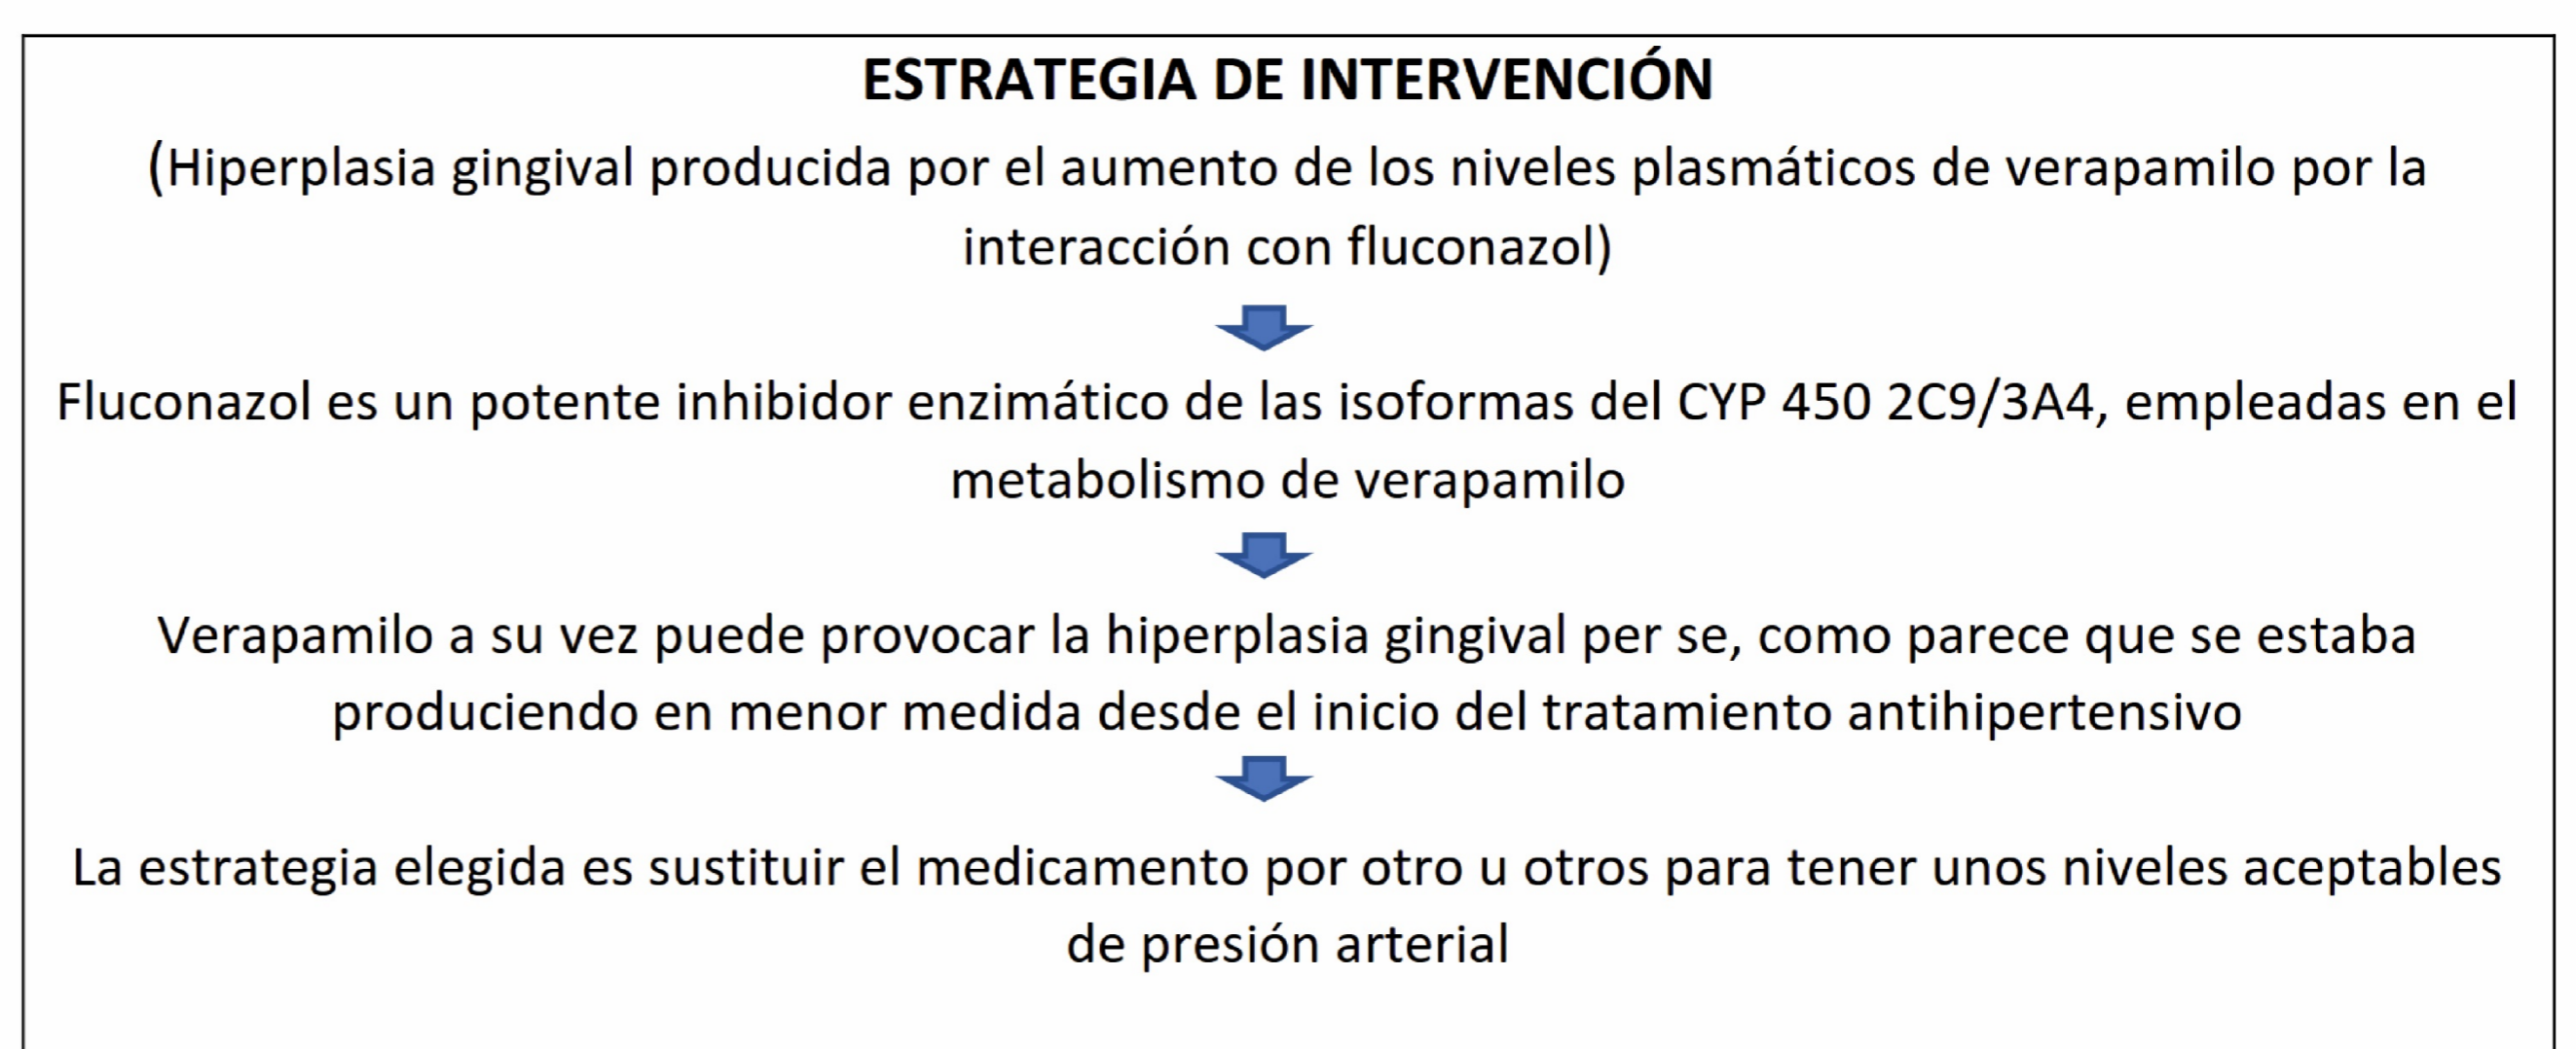 ESTRATEGIA DE INTERVENCIÓN
(Hiperplasia gingival producida por el aumento de los niveles plasmáticos de verapamilo por la
interacción con fluconazol)
Fluconazol es un potente inhibidor enzimático de las isoformas del CYP 450 2C9/3A4, empleadas en el
metabolismo de verapamilo
Verapamilo a su vez puede provocar la hiperplasia gingival per se, como parece que se estaba
produciendo en menor medida desde el inicio del tratamiento antihipertensivo
La estrategia elegida es sustituir el medicamento por otro u otros para tener unos niveles aceptables
de presión arterial